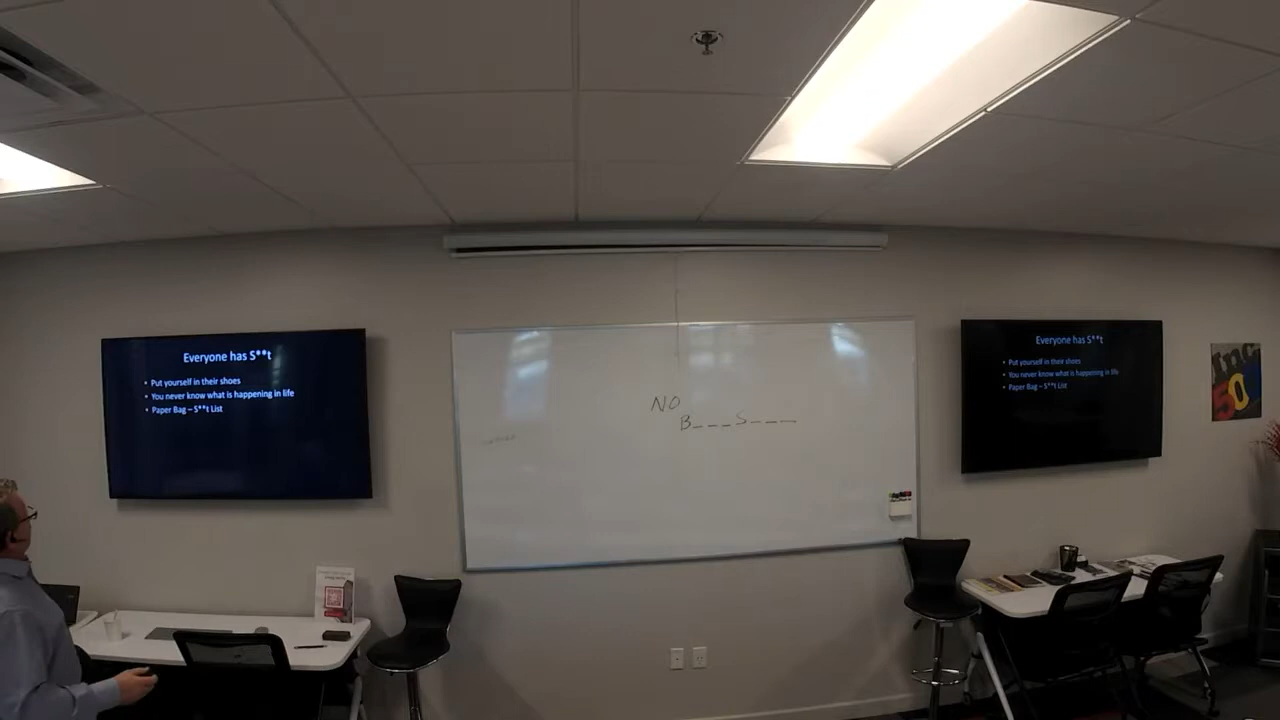 Everyone has S**t
• Put yourself in their shoes
• You never know what is happening in life
• Paper Bag – S**t List
NO
B___S___
Everyone has S**t
• Put yourself in their shoes
• You never know what is happening in life
• Paper Bag – S**t List
Inc.
500